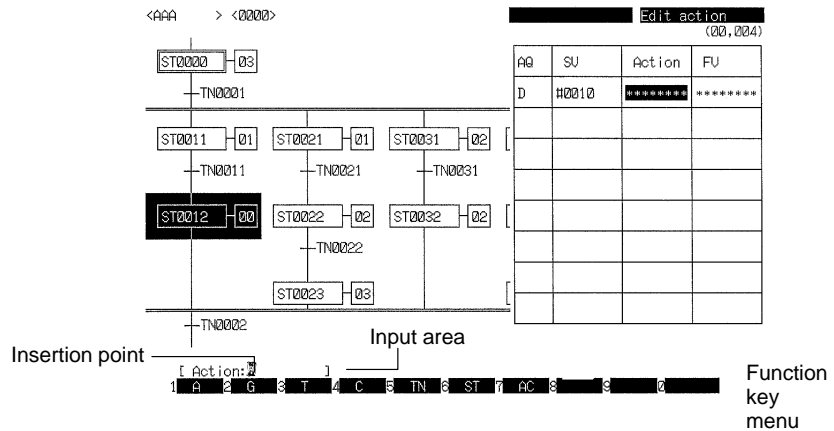 <AAA > <0000>
Edit action
(00,004)
ST0000 03
TN0001
ST0011 01 ST0021 01 ST0031 02
TN0011 TN0021 TN0031
ST0012 00 ST0022 02 ST0032 02
TN0022
ST0023 03
TN0002
AQ SV Action FV
D #0010 ******** ********
Insertion point
Input area
[ Action: ]
1 A 2 G 3 T 4 C 5 TN 6 ST 7 AC 8 9 0
Function
key
menu